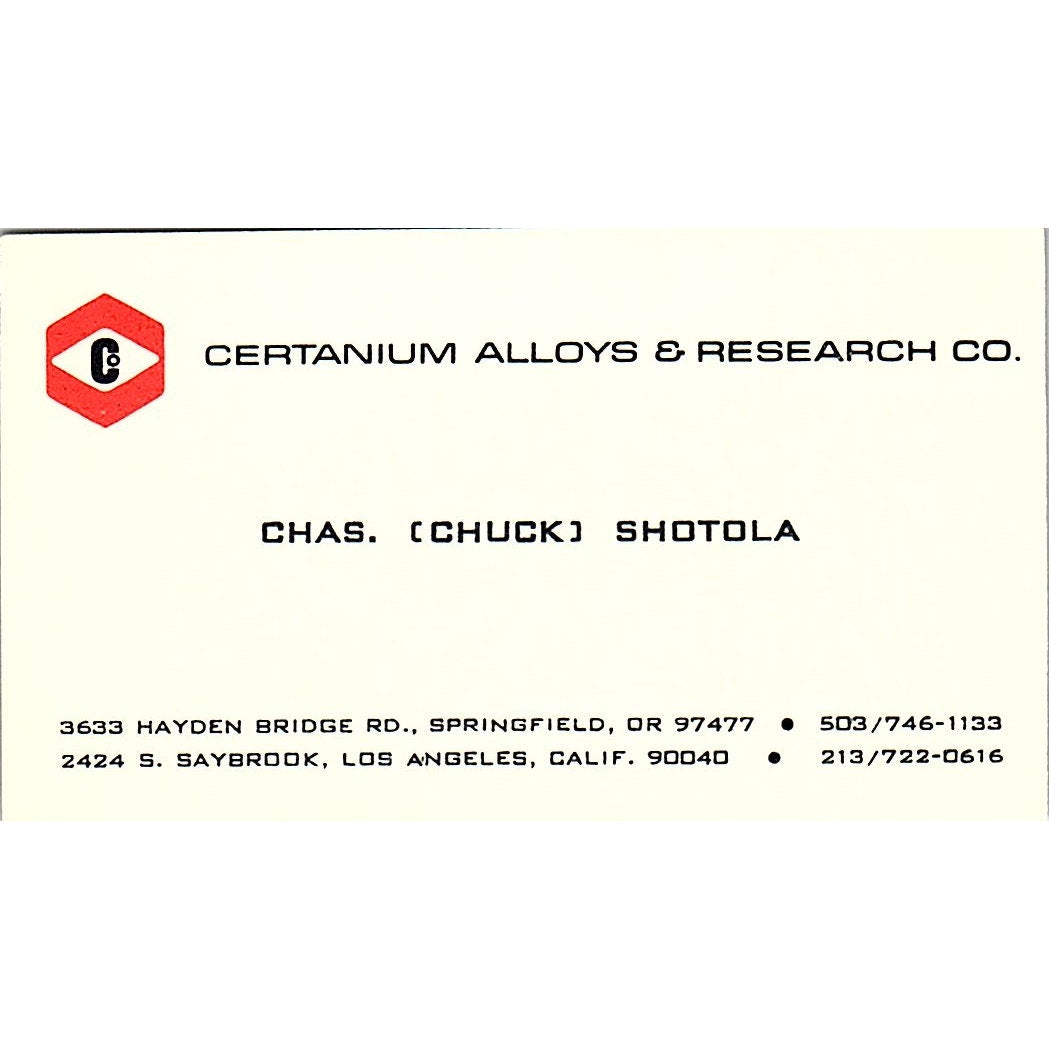 Co
CERTANIUM ALLOYS & RESEARCH CO.
CHAS. (CHUCK) SHOTOLA
3633 HAYDEN BRIDGE RD., SPRINGFIELD, OR 97477 • 503/746-1133
2424 S. SAYBROOK, LOS ANGELES, CALIF. 90040 • 213/722-0616